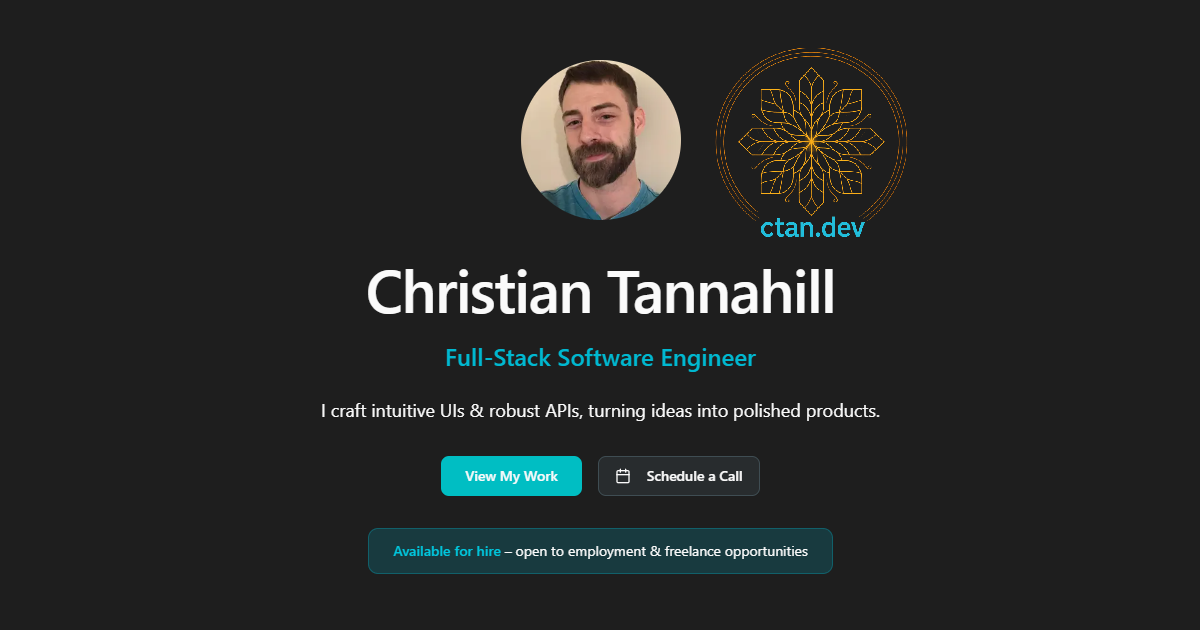 ctan.dev
Christian Tannahill
Full-Stack Software Engineer
I craft intuitive UIs & robust APIs, turning ideas into polished products.
View My Work
Schedule a Call
Available for hire – open to employment & freelance opportunities